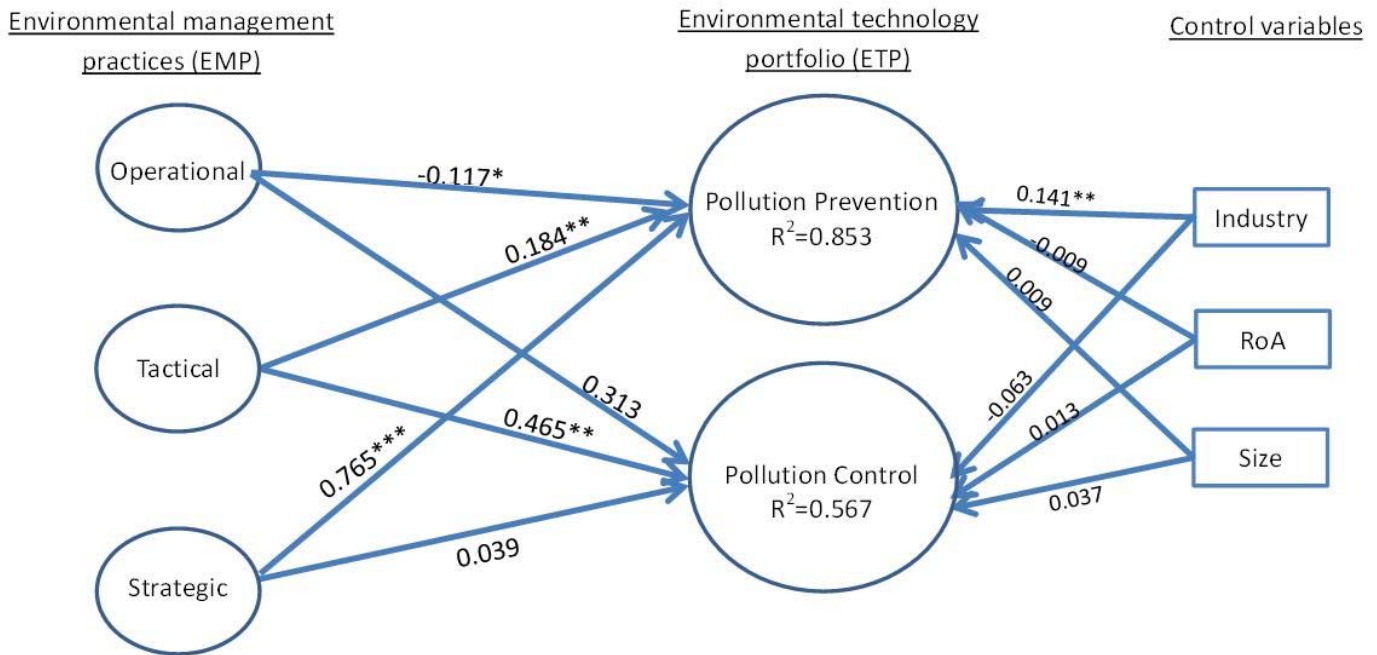 Environmental management
practices (EMP)
Environmental technology
portfolio (ETP)
Control variables
Operational
Tactical
Strategic
-0.117*
0.184**
0.313
0.465**
0.765***
0.039
Pollution Prevention
R²=0.853
Pollution Control
R²=0.567
0.141**
-0.009
0.009
-0.063
0.013
0.037
Industry
RoA
Size